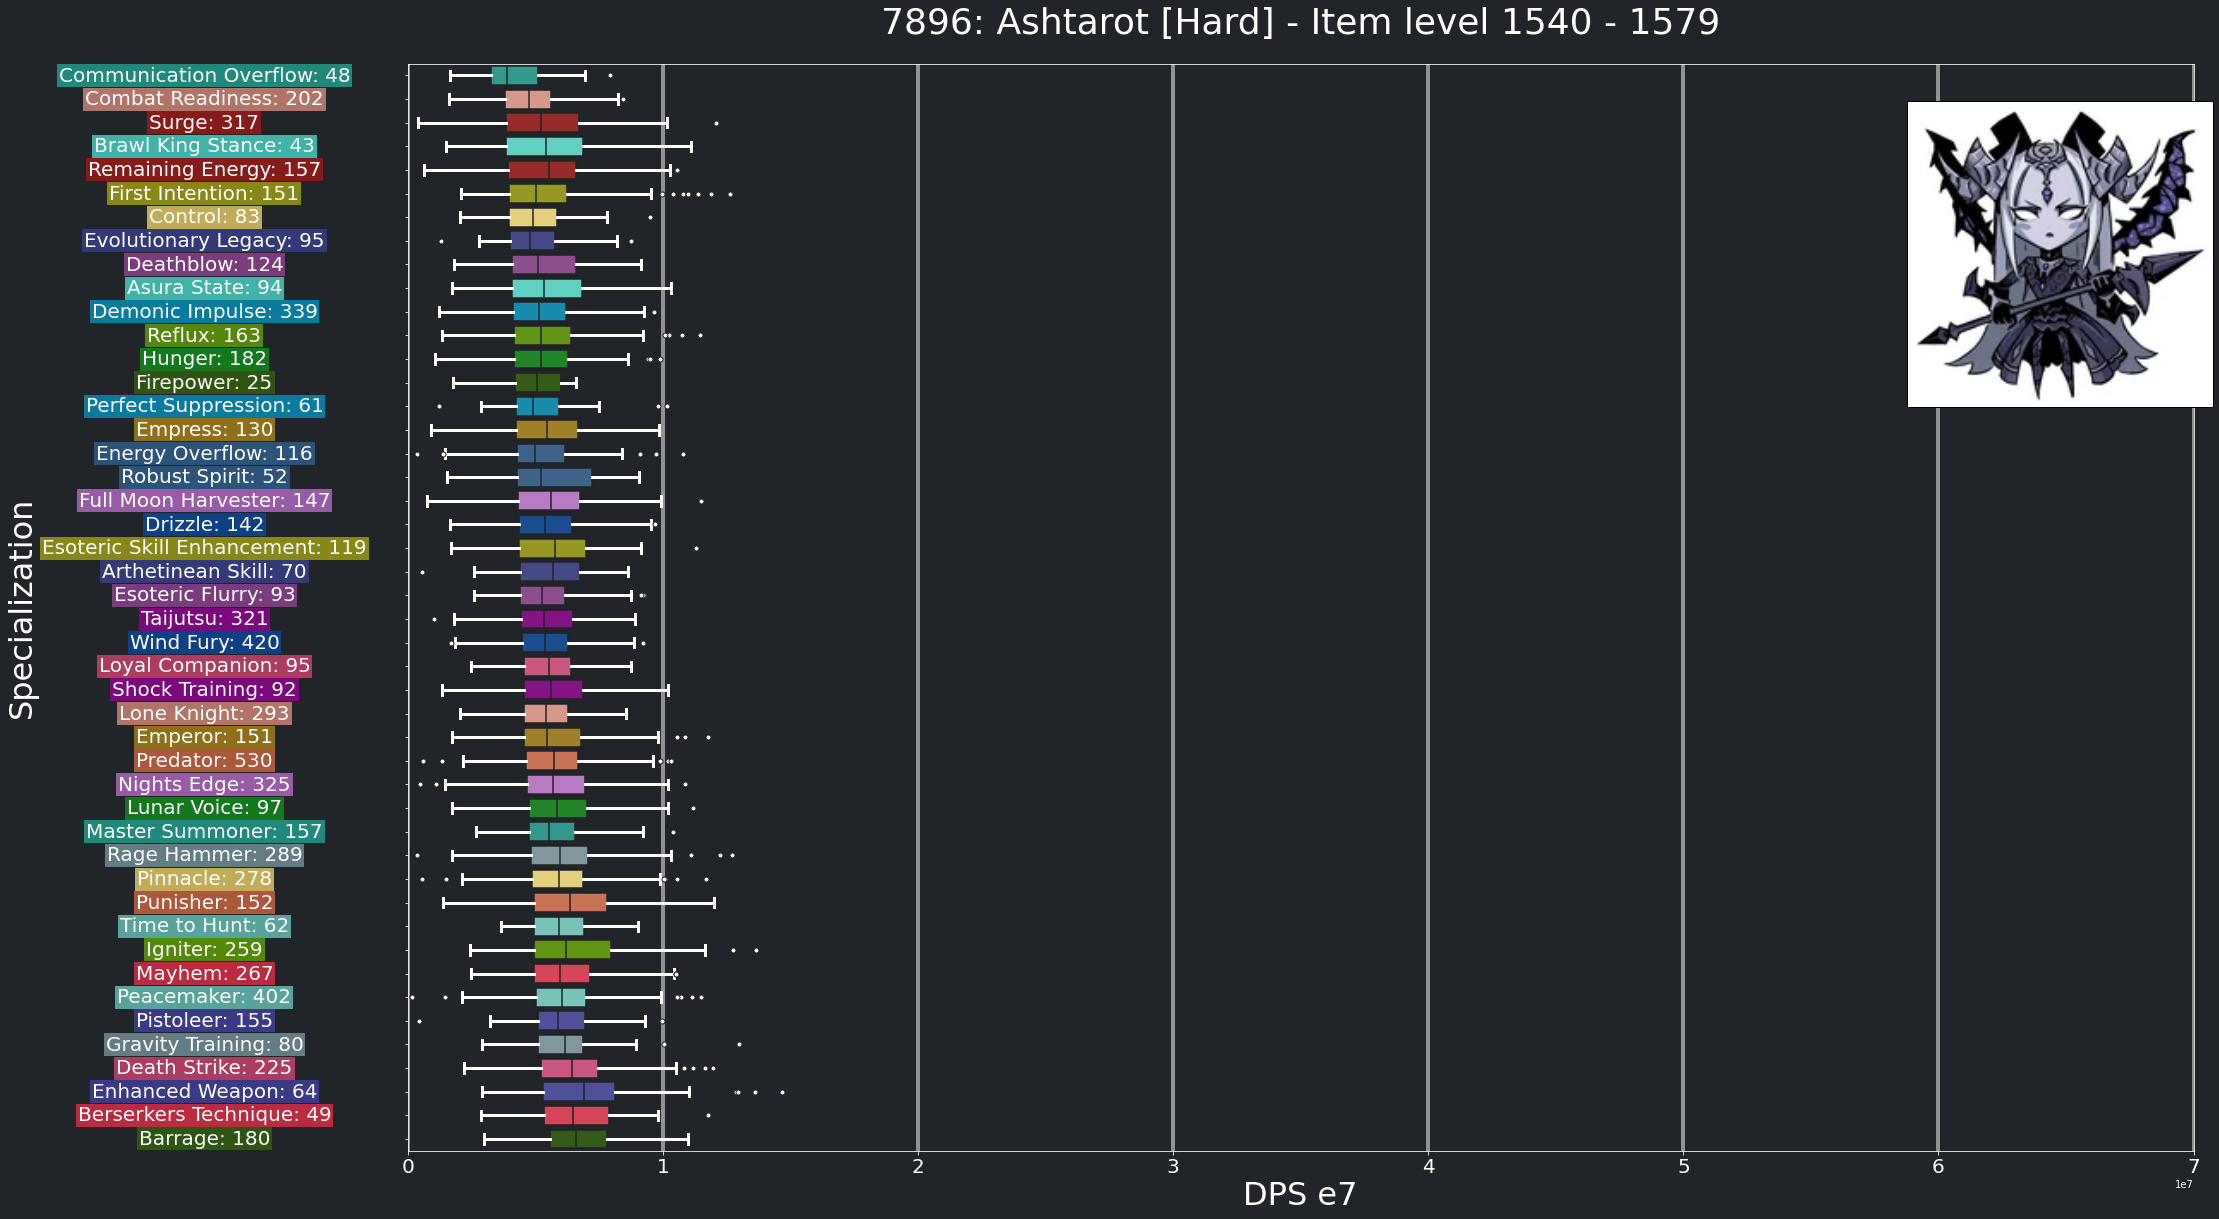 7896: Ashtarot [Hard] - Item level 1540 - 1579
Communication Overflow: 48
Combat Readiness: 202
Surge: 317
Brawl King Stance: 43
Remaining Energy: 157
First Intention: 151
Control: 83
Evolutionary Legacy: 95
Deathblow: 124
Asura State: 94
Demonic Impulse: 339
Reflux: 163
Hunger: 182
Firepower: 25
Perfect Suppression: 61
Empress: 130
Energy Overflow: 116
Robust Spirit: 52
Full Moon Harvester: 147
Drizzle: 142
Esoteric Skill Enhancement: 119
Arthetinean Skill: 70
Esoteric Flurry: 93
Taijutsu: 321
Wind Fury: 420
Loyal Companion: 95
Shock Training: 92
Lone Knight: 293
Emperor: 151
Predator: 530
Nights Edge: 325
Lunar Voice: 97
Master Summoner: 157
Rage Hammer: 289
Pinnacle: 278
Punisher: 152
Time to Hunt: 62
Igniter: 259
Mayhem: 267
Peacemaker: 402
Pistoleer: 155
Gravity Training: 80
Death Strike: 225
Enhanced Weapon: 64
Berserkers Technique: 49
Barrage: 180
Specialization
0 1 2 3 4 5 6 7
1e7
DPS e7